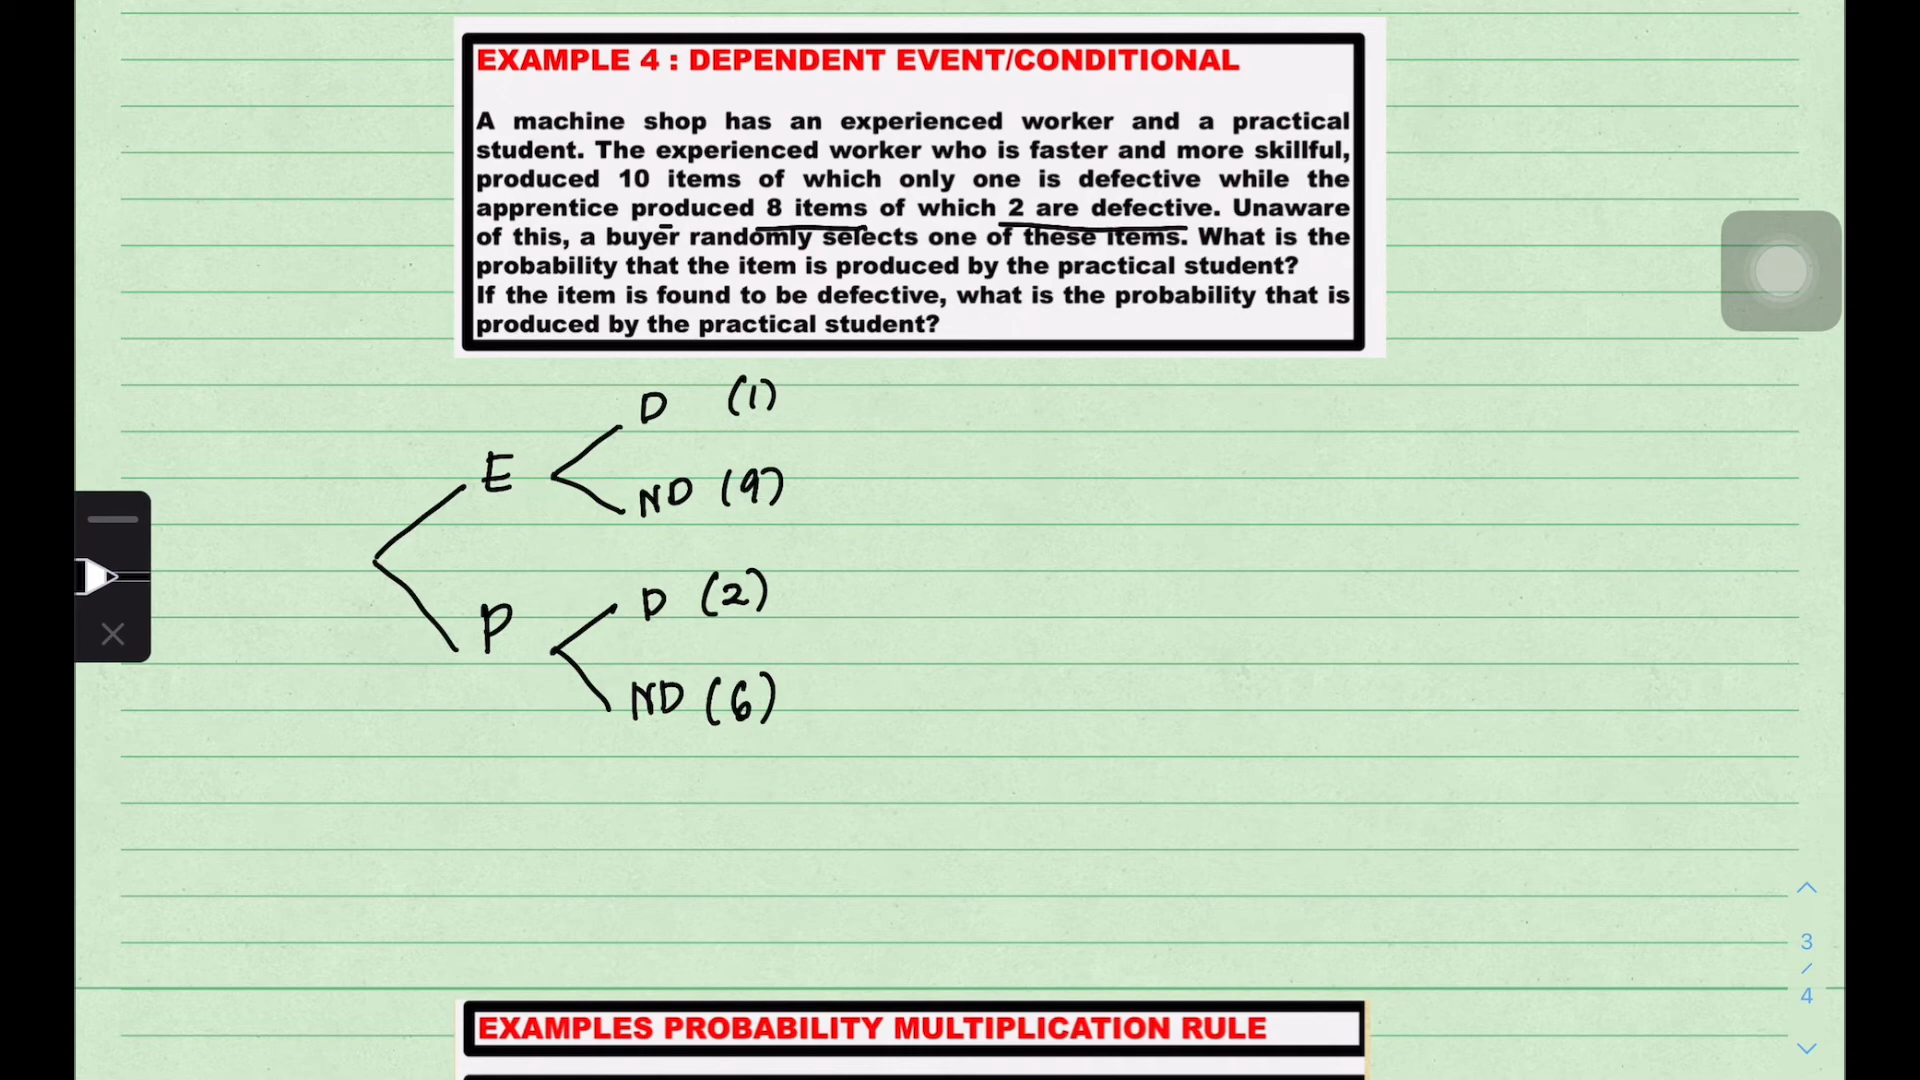 EXAMPLE 4 : DEPENDENT EVENT/CONDITIONAL
A machine shop has an experienced worker and a practical
student. The experienced worker who is faster and more skillful,
produced 10 items of which only one is defective while the
apprentice produced 8 items of which 2 are defective. Unaware
of this, a buyer randomly selects one of these items. What is the
probability that the item is produced by the practical student?
If the item is found to be defective, what is the probability that is
produced by the practical student?
D (1)
E
ND (9)
D (2)
P
ND (6)
3
/
4
EXAMPLES PROBABILITY MULTIPLICATION RULE